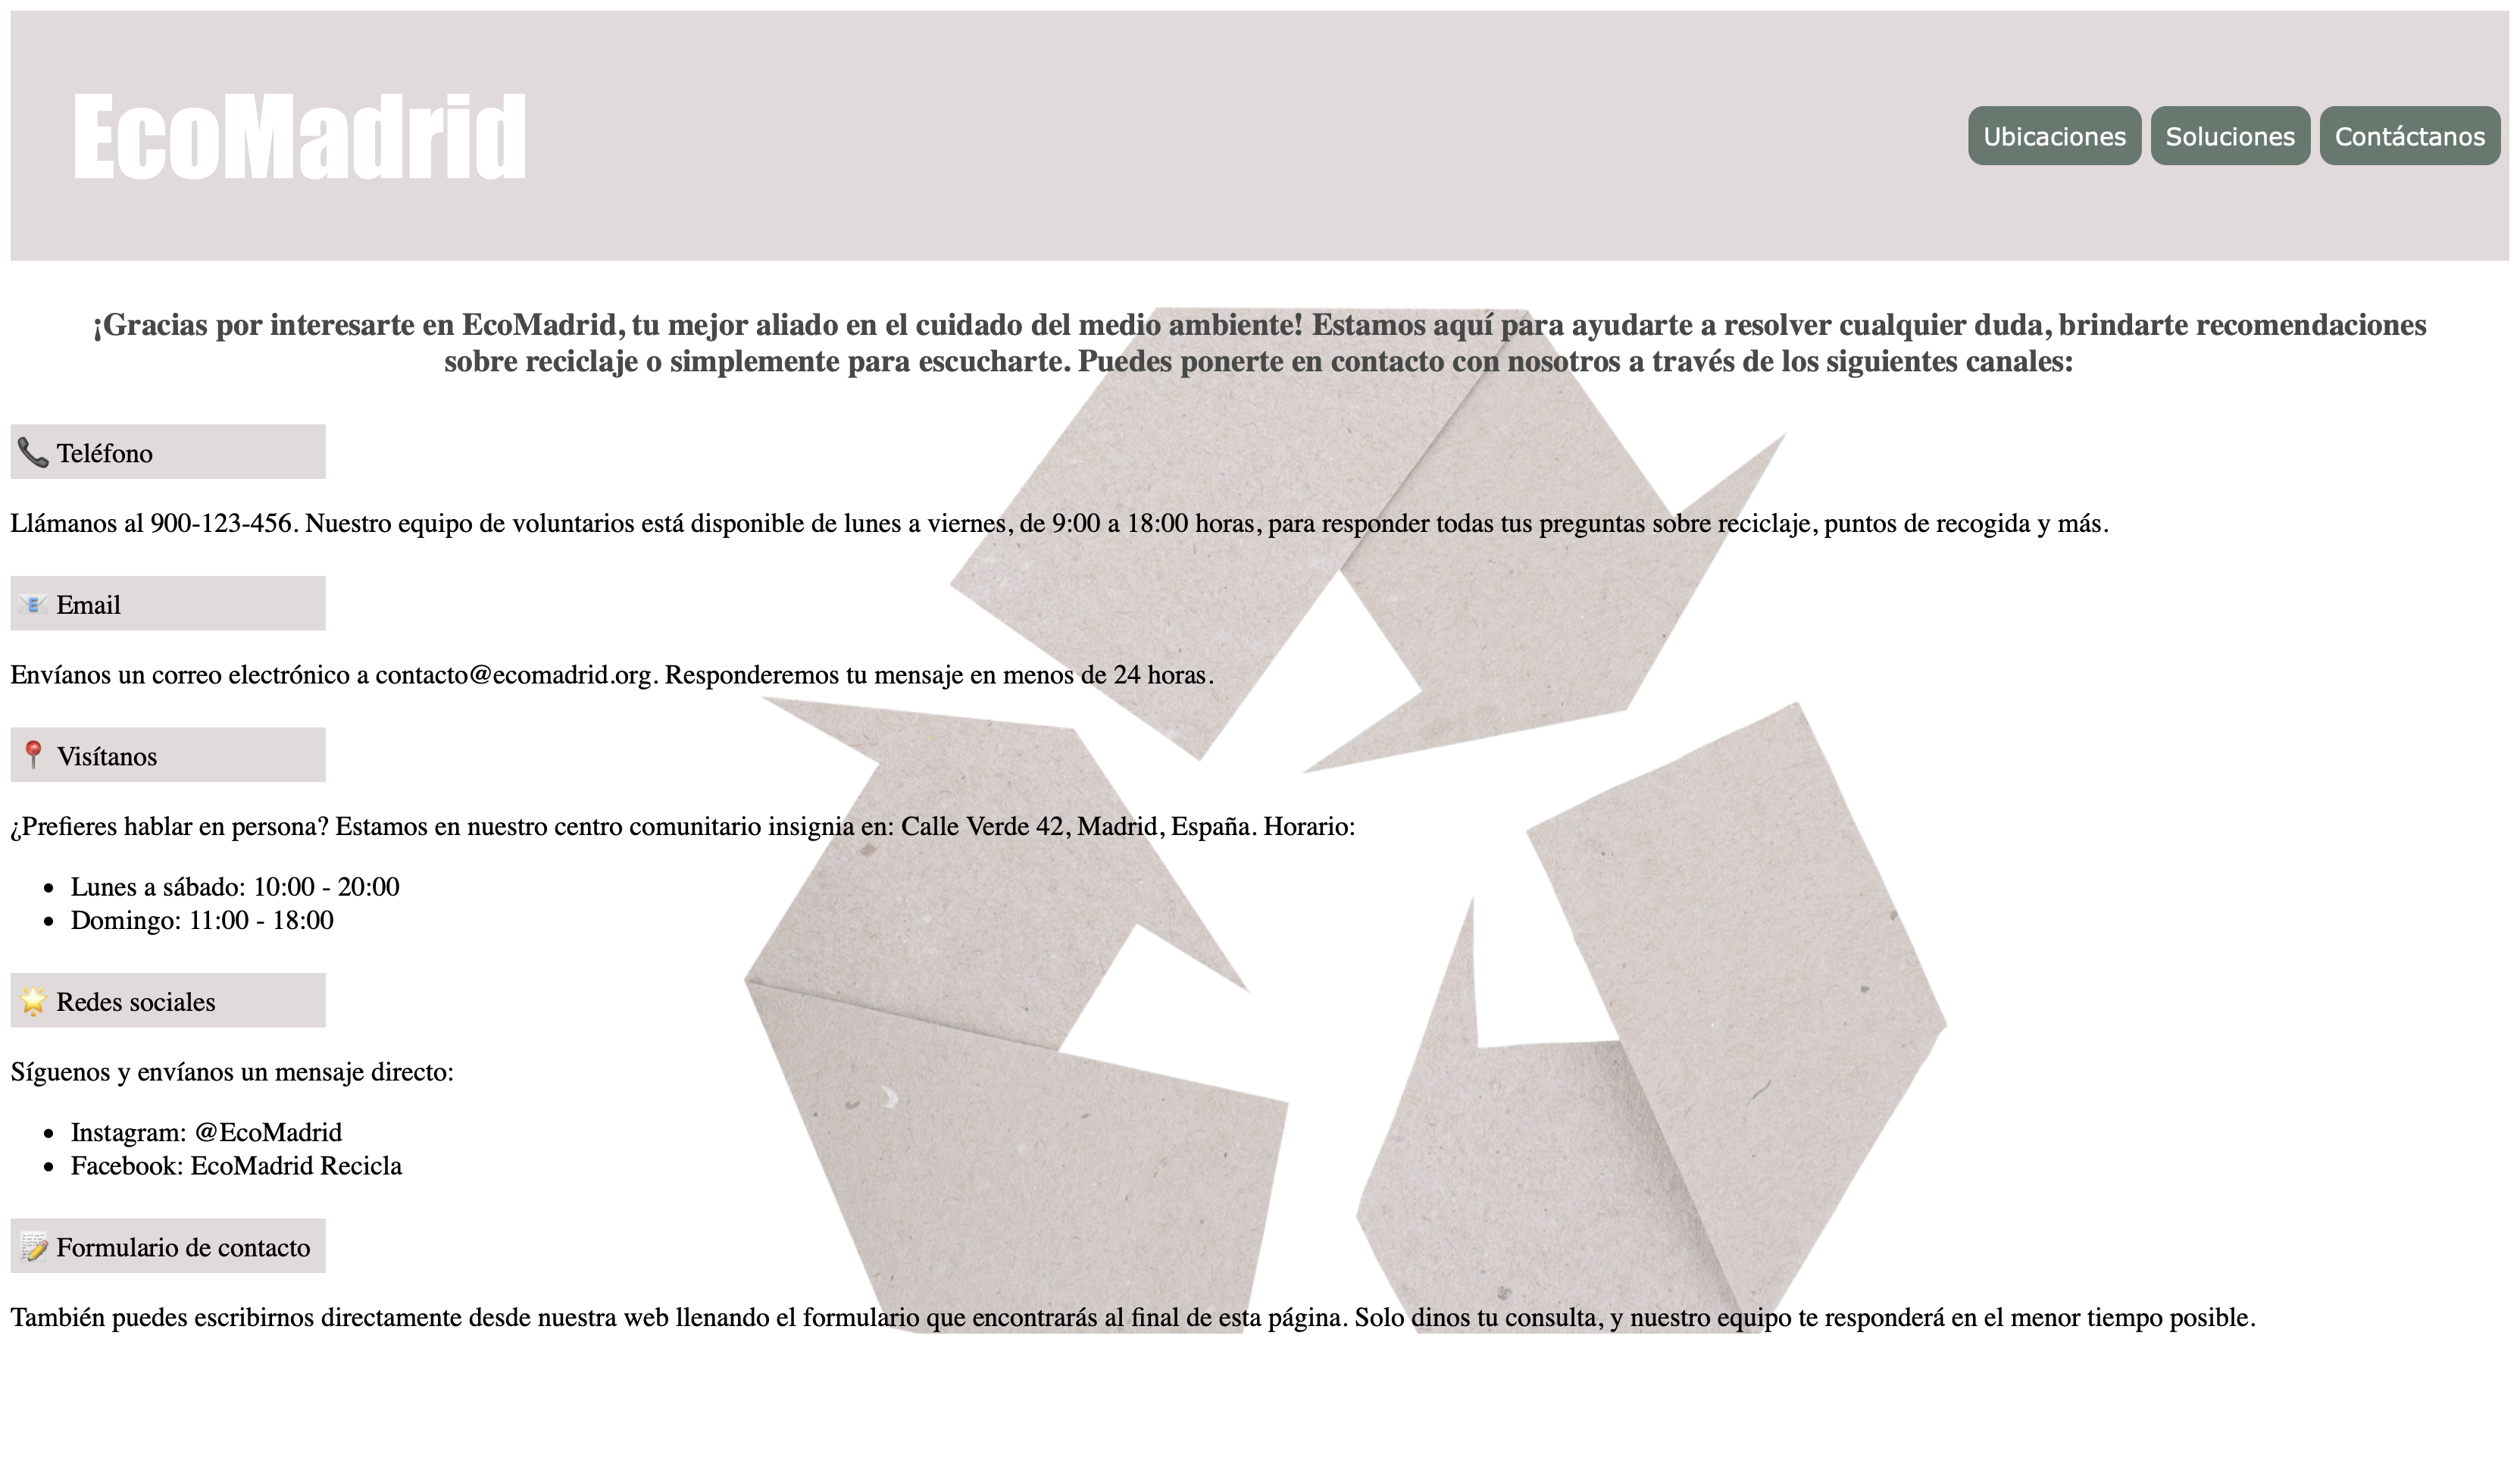 EcoMadrid
Ubicaciones
Soluciones
Contáctanos
¡Gracias por interesarte en EcoMadrid, tu mejor aliado en el cuidado del medio ambiente! Estamos aquí para ayudarte a resolver cualquier duda, brindarte recomendaciones
sobre reciclaje o simplemente para escucharte. Puedes ponerte en contacto con nosotros a través de los siguientes canales:
📞 Teléfono
Llámanos al 900-123-456. Nuestro equipo de voluntarios está disponible de lunes a viernes, de 9:00 a 18:00 horas, para responder todas tus preguntas sobre reciclaje, puntos de recogida y más.
📧 Email
Envíanos un correo electrónico a contacto@ecomadrid.org. Responderemos tu mensaje en menos de 24 horas.
📍 Visítanos
¿Prefieres hablar en persona? Estamos en nuestro centro comunitario insignia en: Calle Verde 42, Madrid, España. Horario:
• Lunes a sábado: 10:00 - 20:00
• Domingo: 11:00 - 18:00
🌟 Redes sociales
Síguenos y envíanos un mensaje directo:
• Instagram: @EcoMadrid
• Facebook: EcoMadrid Recicla
📝 Formulario de contacto
También puedes escribirnos directamente desde nuestra web llenando el formulario que encontrarás al final de esta página. Solo dinos tu consulta, y nuestro equipo te responderá en el menor tiempo posible.